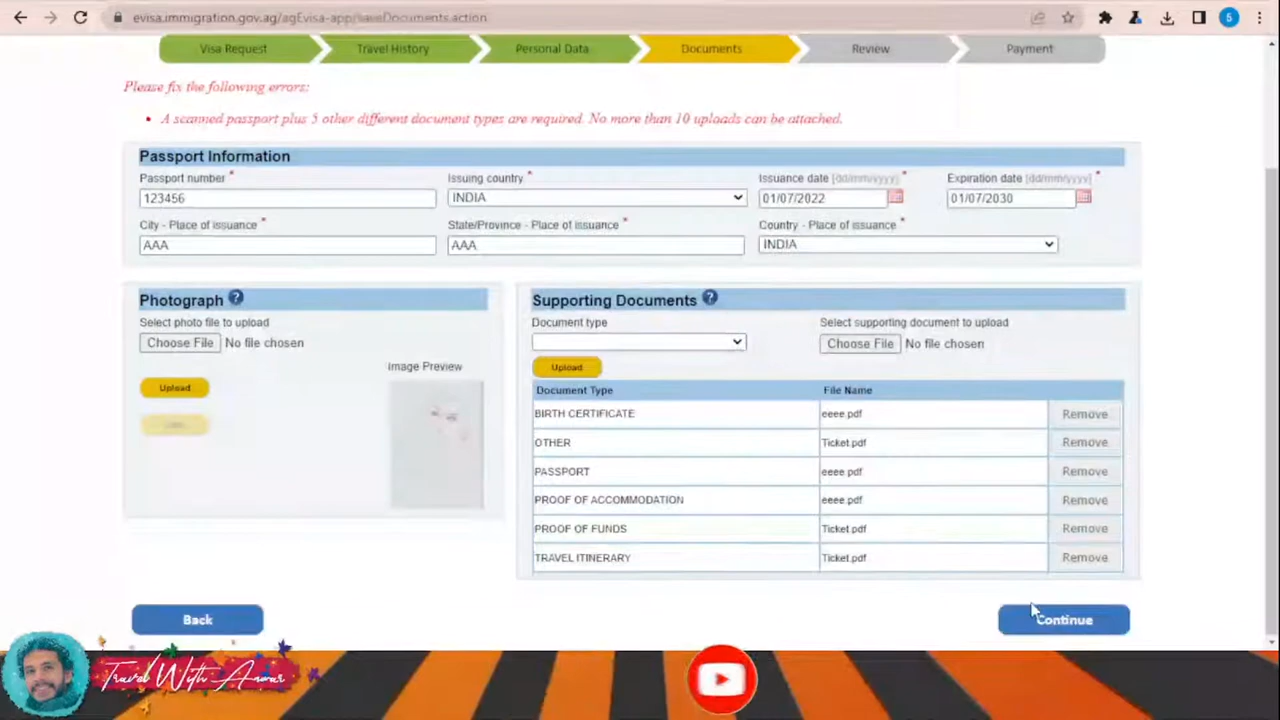 evisa.immigration.gov.ag/agEvisa-app/saveDocuments.action
5
Visa Request
Travel History
Personal Data
Documents
Review
Payment
Please fix the following errors:
• A scanned passport plus 5 other different document types are required. No more than 10 uploads can be attached.
Passport Information
Passport number *
Issuing country *
Issuance date [dd/mm/yyyy] *
Expiration date [dd/mm/yyyy] *
123456
INDIA
01/07/2022
01/07/2030
City - Place of issuance *
State/Province - Place of issuance *
Country - Place of issuance *
AAA
AAA
INDIA
Photograph ?
Select photo file to upload
Choose File No file chosen
Image Preview
Upload
Supporting Documents ?
Document type
Select supporting document to upload
Choose File No file chosen
Upload
Document Type File Name
BIRTH CERTIFICATE eeee.pdf Remove
OTHER Ticket.pdf Remove
PASSPORT eeee.pdf Remove
PROOF OF ACCOMMODATION eeee.pdf Remove
PROOF OF FUNDS Ticket.pdf Remove
TRAVEL ITINERARY Ticket.pdf Remove
Back
Continue
Travel With Anwar